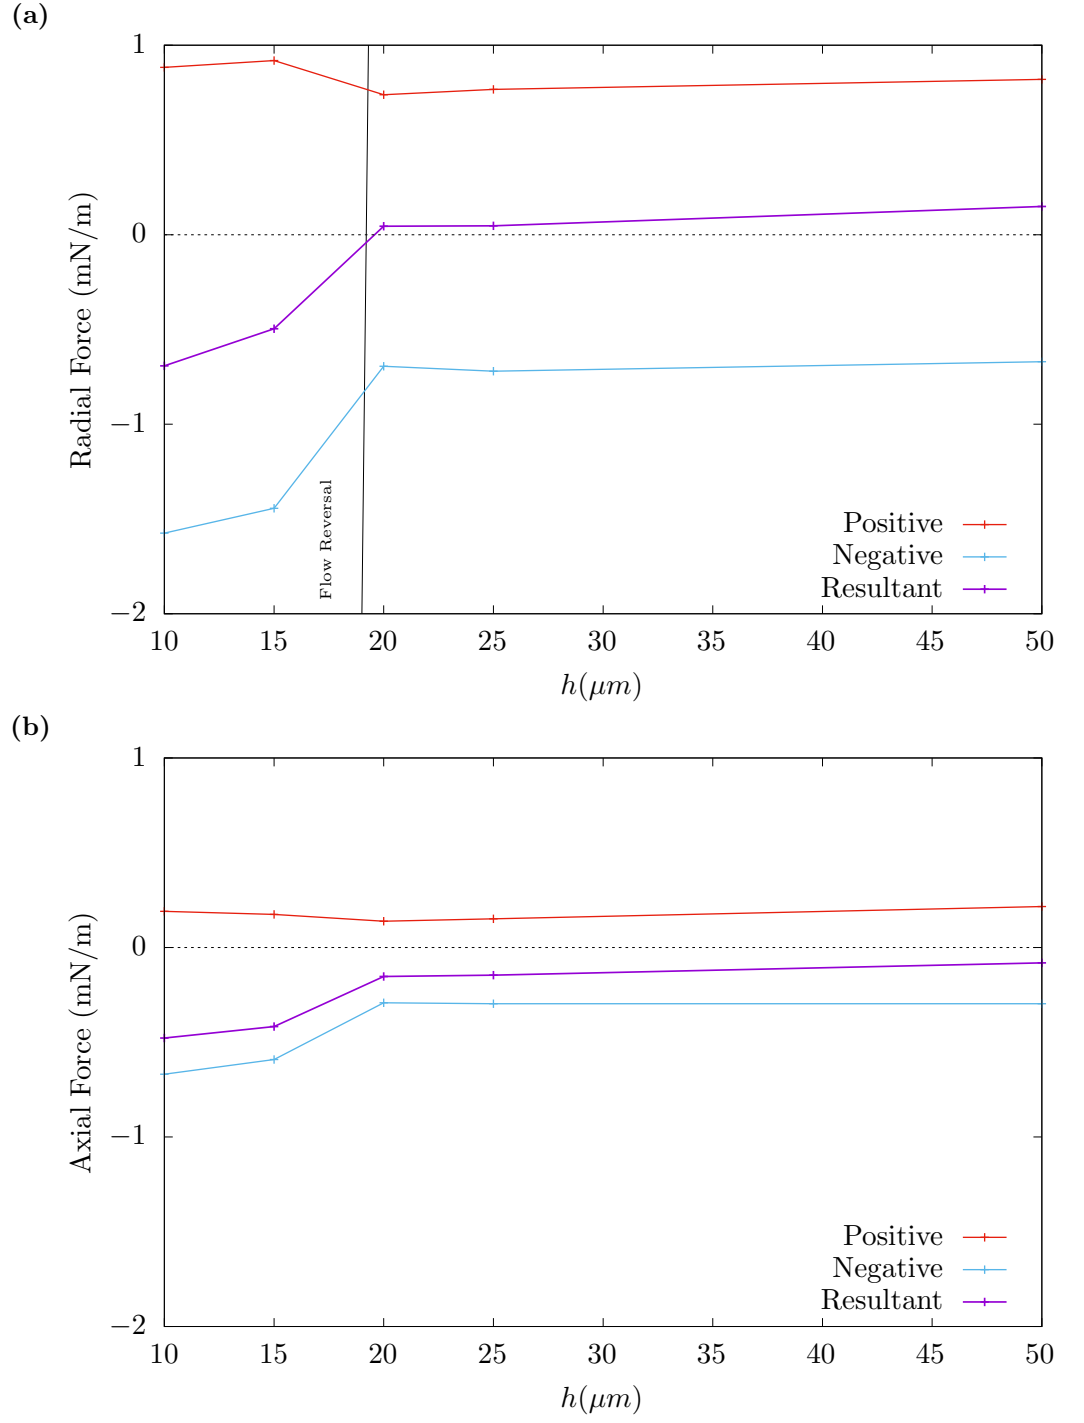 (a)
1
0
−1
−2
Radial Force (mN/m)
Flow Reversal
Positive
Negative
Resultant
10 15 20 25 30 35 40 45 50
h(μm)
(b)
1
0
−1
−2
Axial Force (mN/m)
Positive
Negative
Resultant
10 15 20 25 30 35 40 45 50
h(μm)